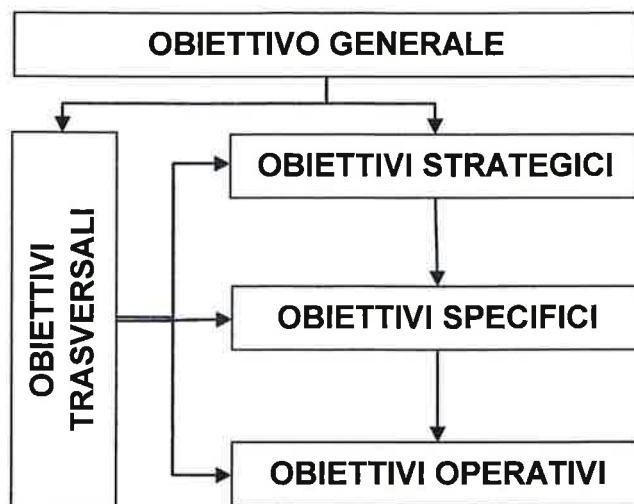 OBIETTIVO GENERALE
OBIETTIVI
TRASVERSALI
OBIETTIVI STRATEGICI
OBIETTIVI SPECIFICI
OBIETTIVI OPERATIVI